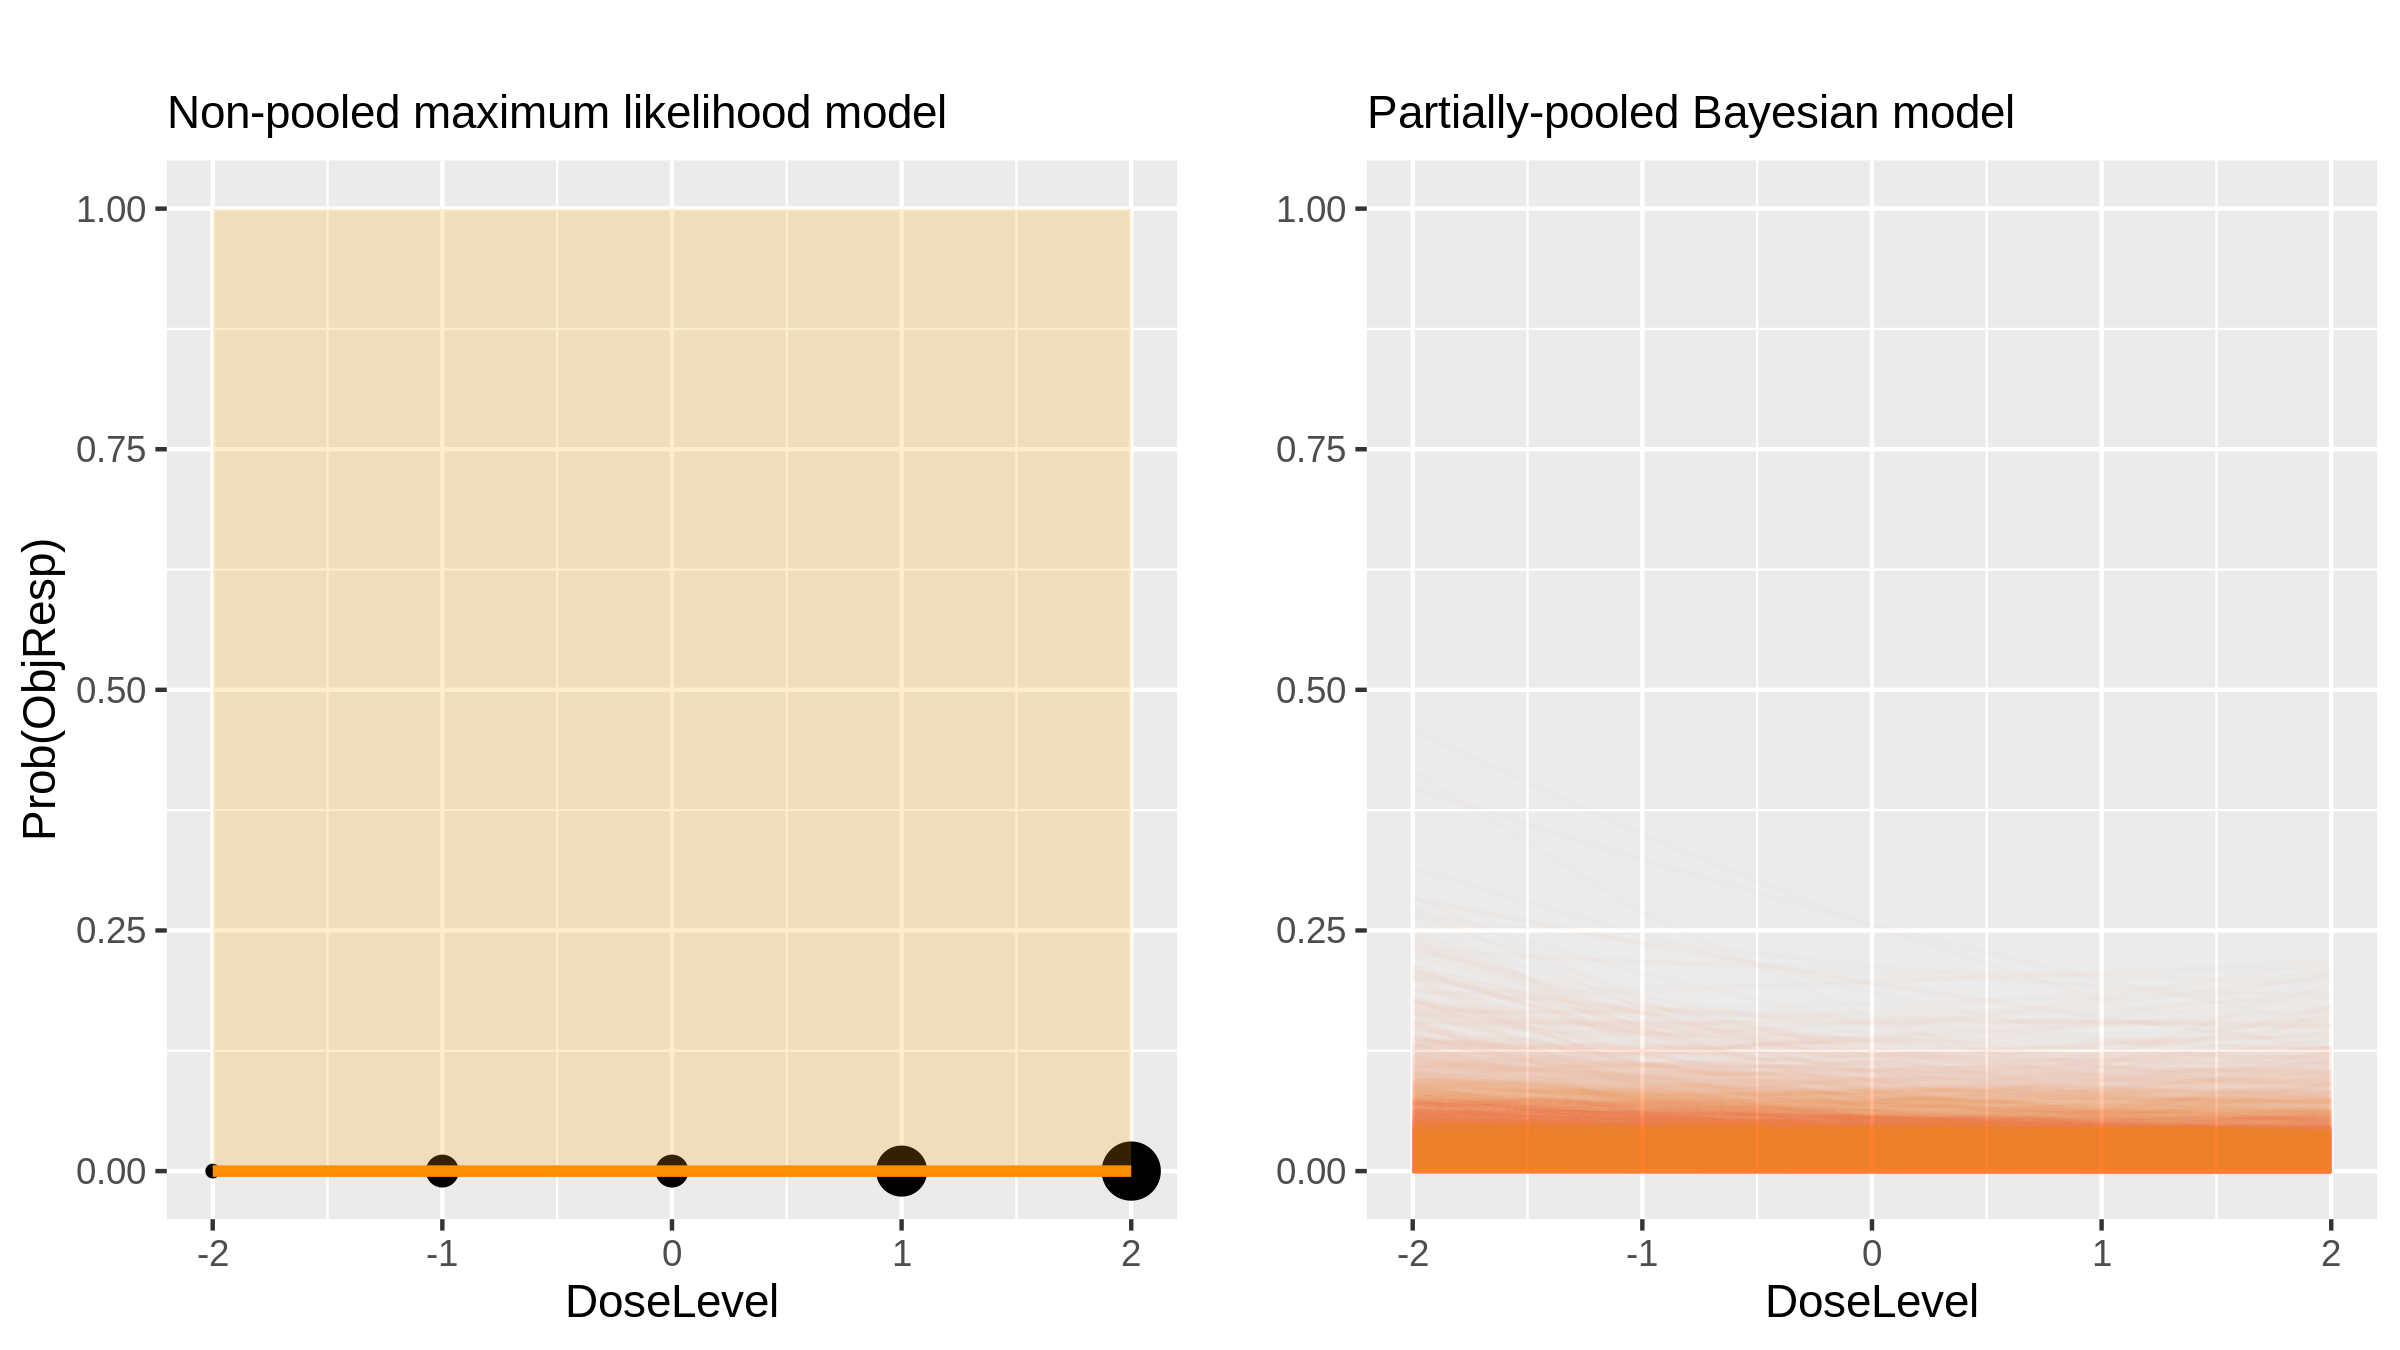 Non-pooled maximum likelihood model
Prob(ObjResp)
1.00
0.75
0.50
0.25
0.00
-2 -1 0 1 2
DoseLevel
Partially-pooled Bayesian model
1.00
0.75
0.50
0.25
0.00
-2 -1 0 1 2
DoseLevel